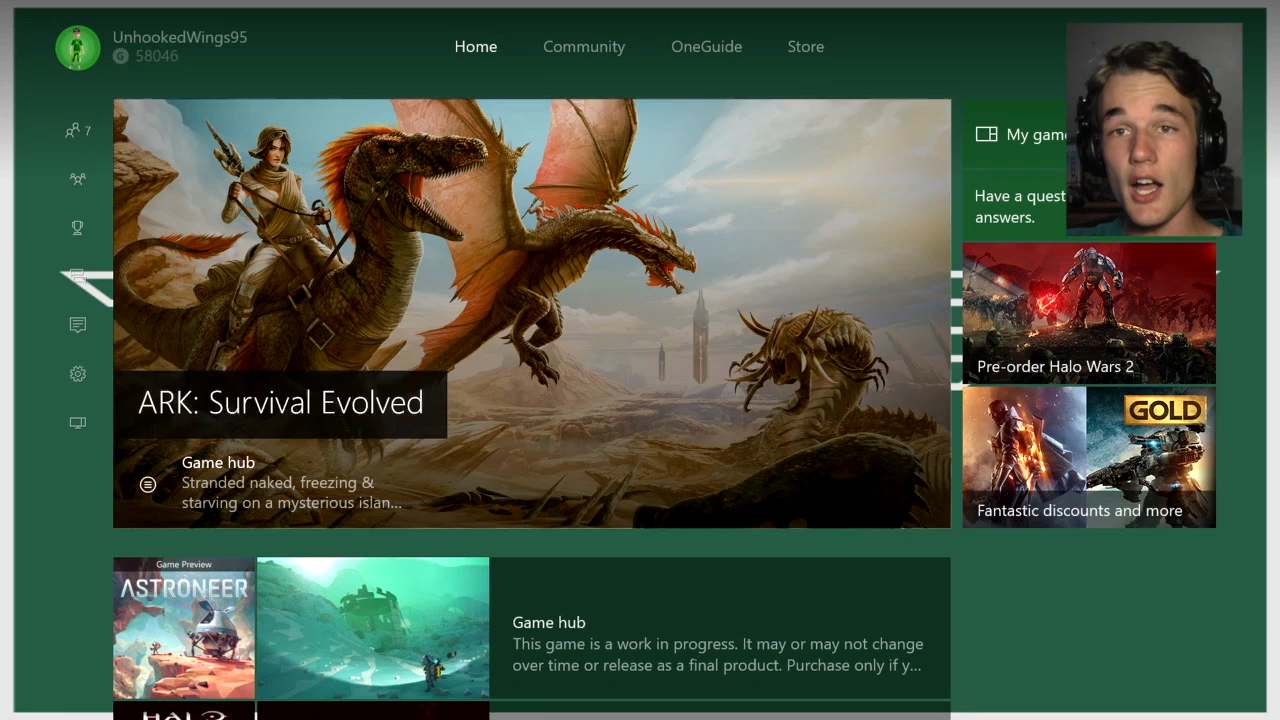 UnhookedWings95
G 58046
Home
Community
OneGuide
Store
7
My gam
Have a quest
answers.
Pre-order Halo Wars 2
GOLD
Fantastic discounts and more
ARK: Survival Evolved
Game hub
Stranded naked, freezing &
starving on a mysterious islan...
Game Preview
ASTRONEER
Game hub
This game is a work in progress. It may or may not change
over time or release as a final product. Purchase only if y...
HALO